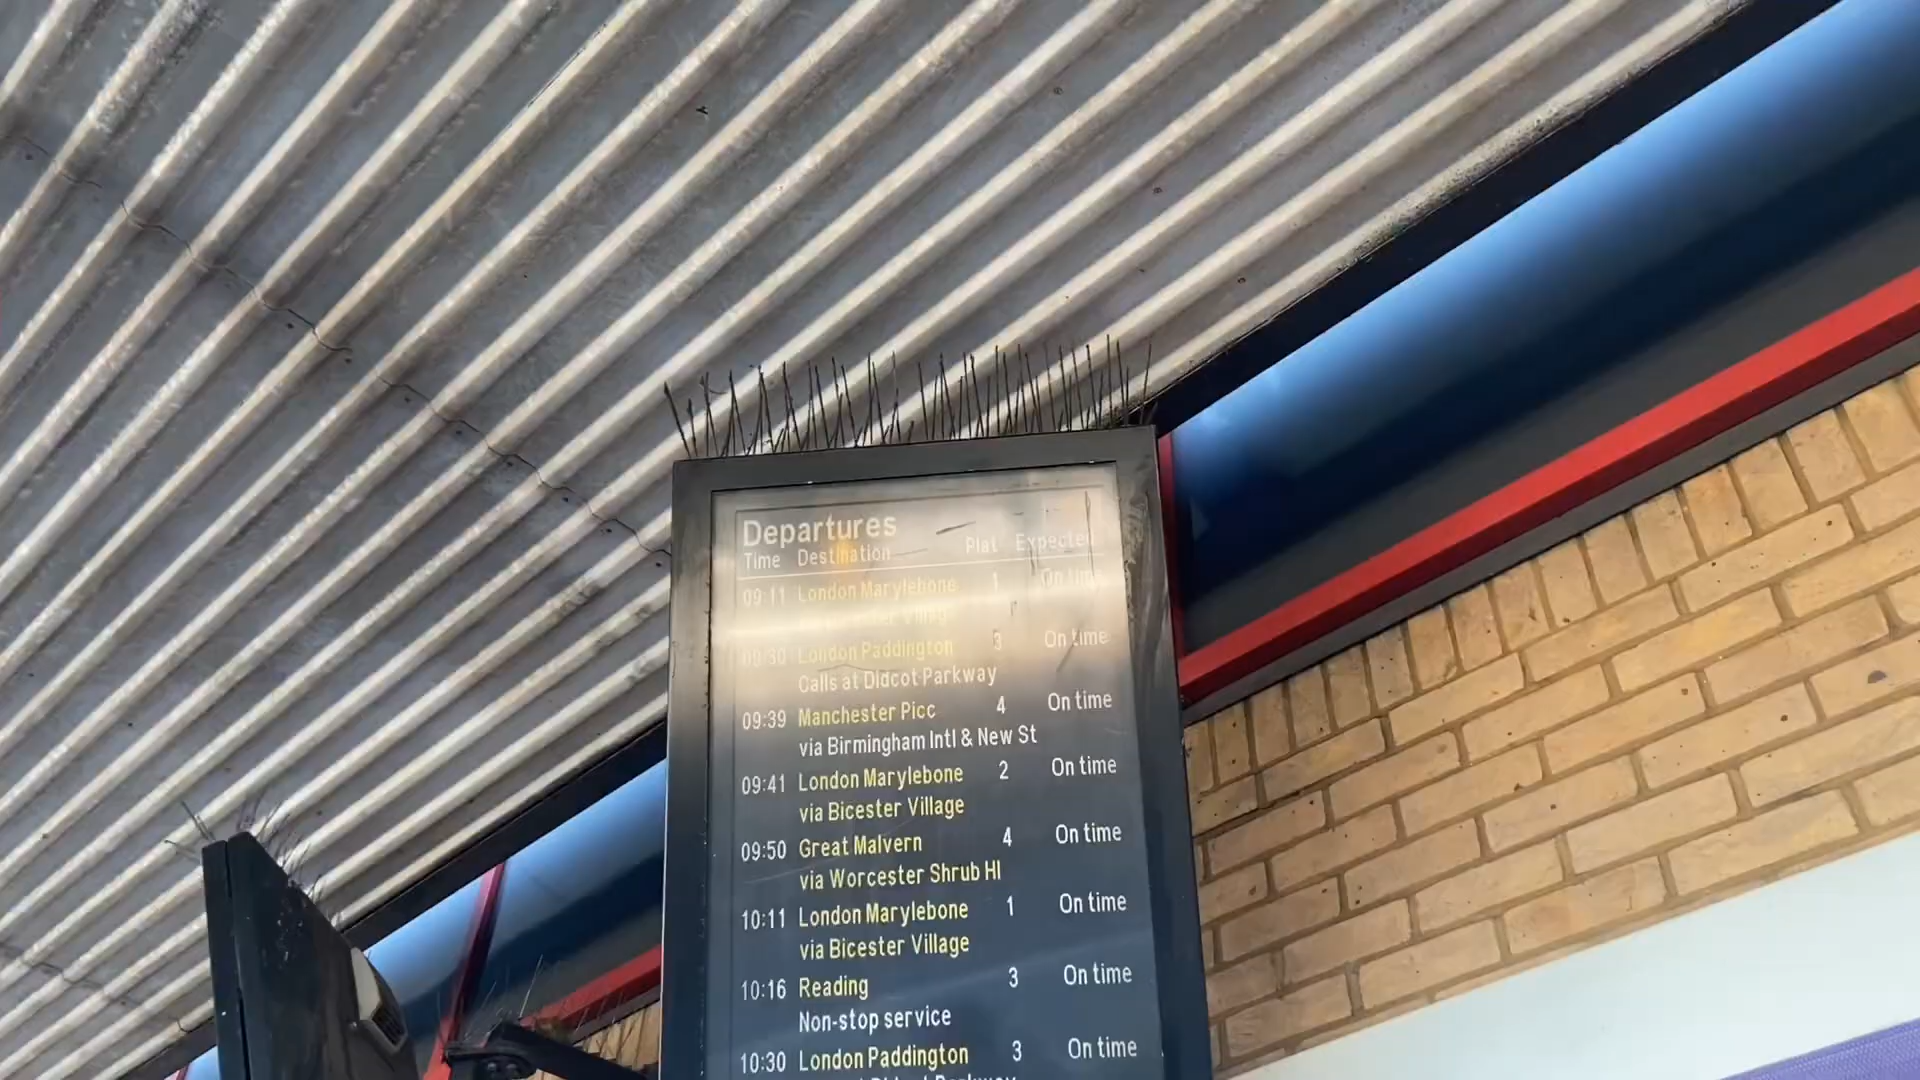 Departures
Time Destination Plat Expected
09:11 London Marylebone 1 On time
Village
09:30 London Paddington 3 On time
Calls at Didcot Parkway
09:39 Manchester Picc 4 On time
via Birmingham Intl & New St
09:41 London Marylebone 2 On time
via Bicester Village
09:50 Great Malvern 4 On time
via Worcester Shrub Hl
10:11 London Marylebone 1 On time
via Bicester Village
10:16 Reading 3 On time
Non-stop service
10:30 London Paddington 3 On time